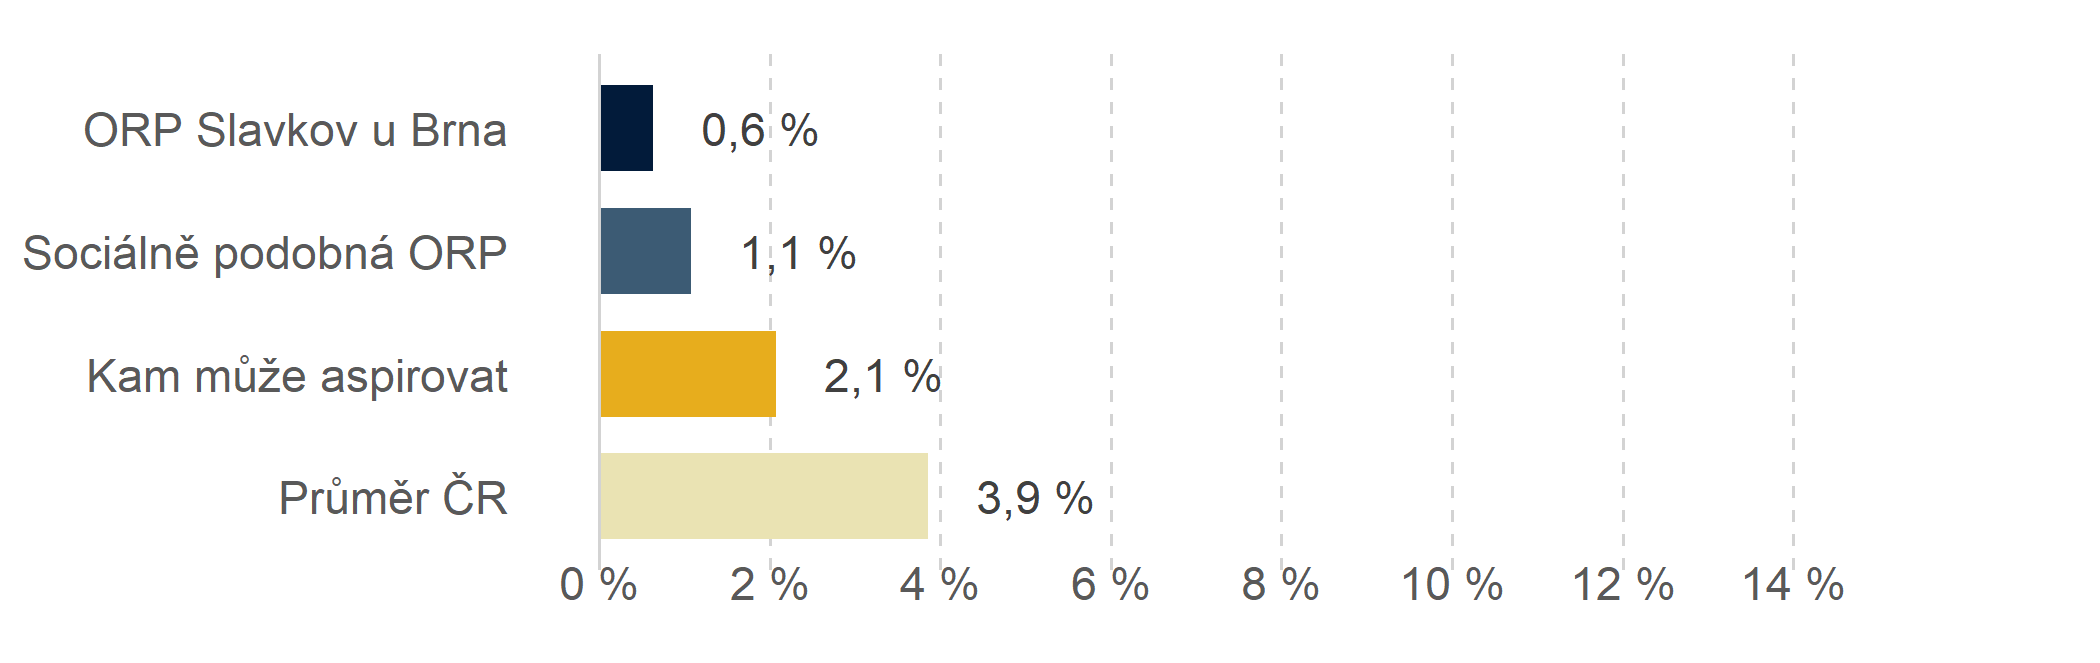 ORP Slavkov u Brna 0,6 %
Sociálně podobná ORP 1,1 %
Kam může aspirovat 2,1 %
Průměr ČR 3,9 %
0 % 2 % 4 % 6 % 8 % 10 % 12 % 14 %